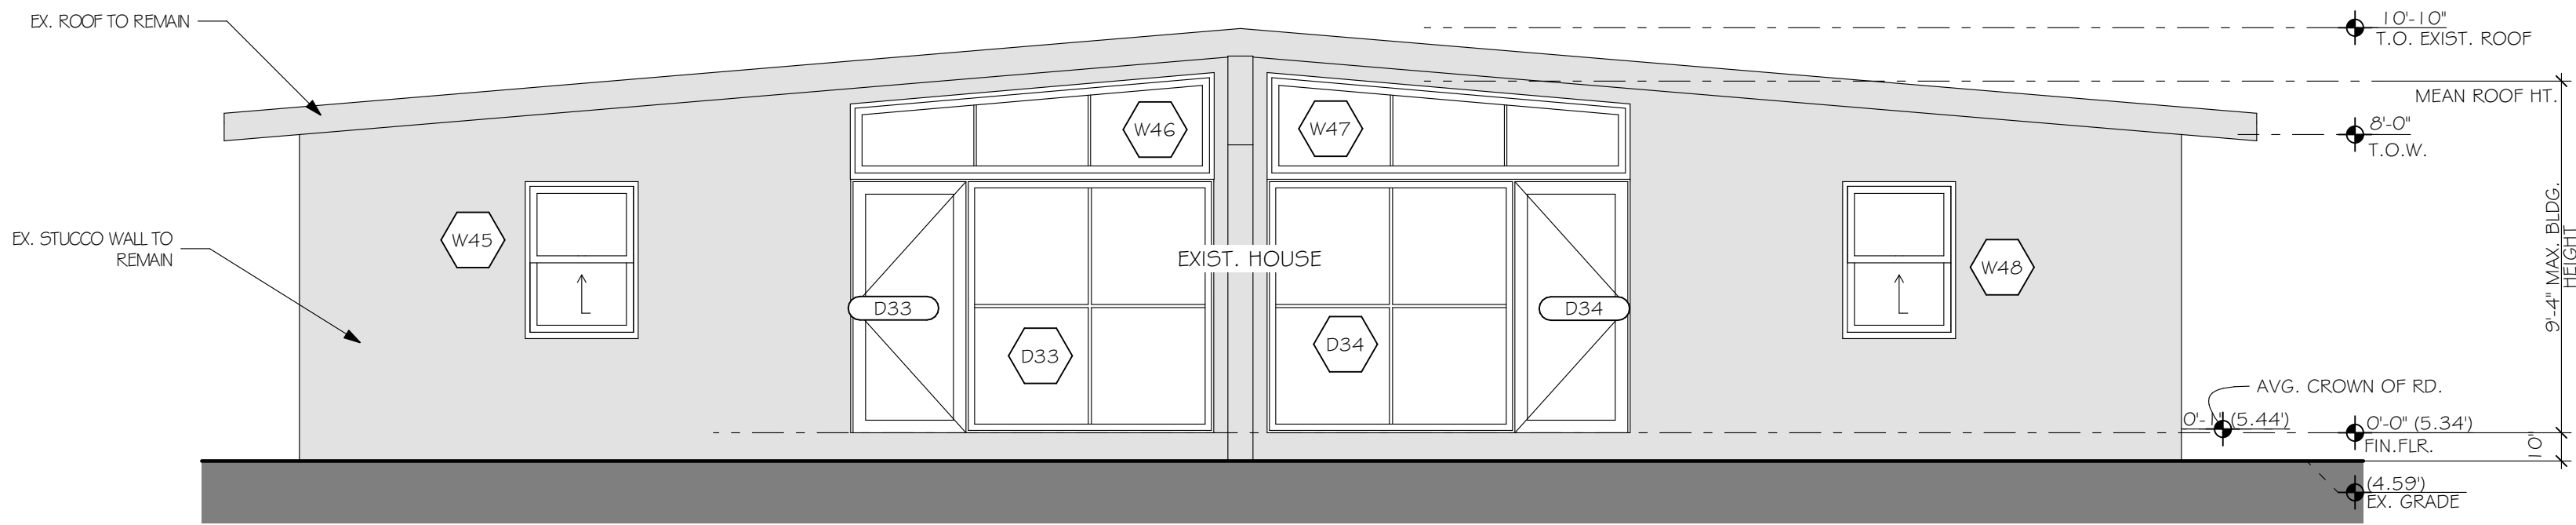 EX. ROOF TO REMAIN
10'-10"
T.O. EXIST. ROOF
MEAN ROOF HT.
8'-0"
T.O.W.
W46
W47
W45
EX. STUCCO WALL TO
REMAIN
EXIST. HOUSE
W48
9'-4" MAX. BLDG.
HEIGHT
D33
D34
D33
D34
AVG. CROWN OF RD.
0'-1" (5.44')
0'-0" (5.34')
FIN.FLR.
10"
(4.59')
EX. GRADE